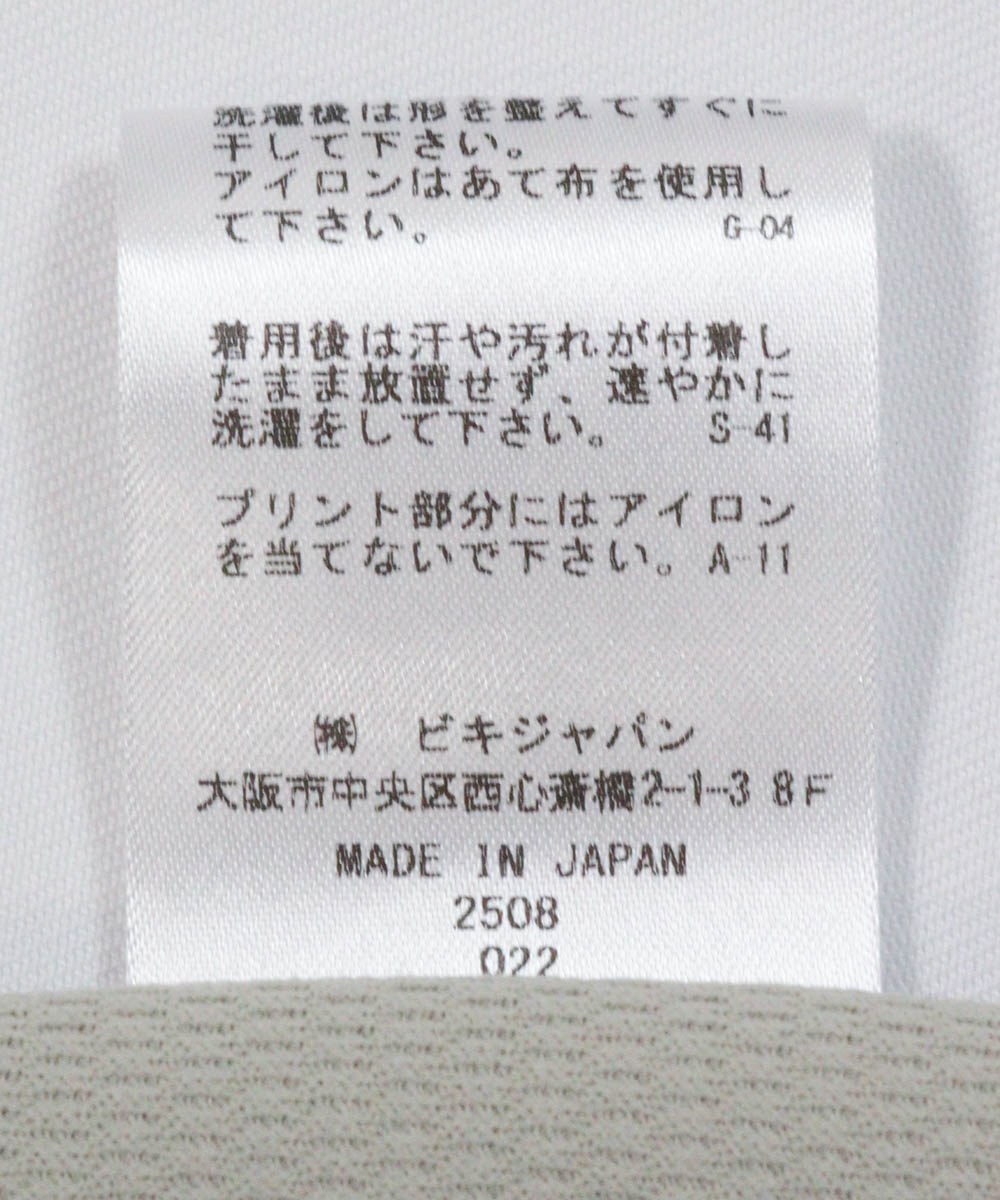 洗濯後は形を整えてすぐに
干して下さい。
アイロンはあて布を使用し
て下さい。 G-04
着用後は汗や汚れが付着し
たまま放置せず、速やかに
洗濯をして下さい。 S-41
プリント部分にはアイロン
を当てないで下さい。 A-11
㈱ ビキジャパン
大阪市中央区西心斎橋2-1-3 8F
MADE IN JAPAN
2508
022